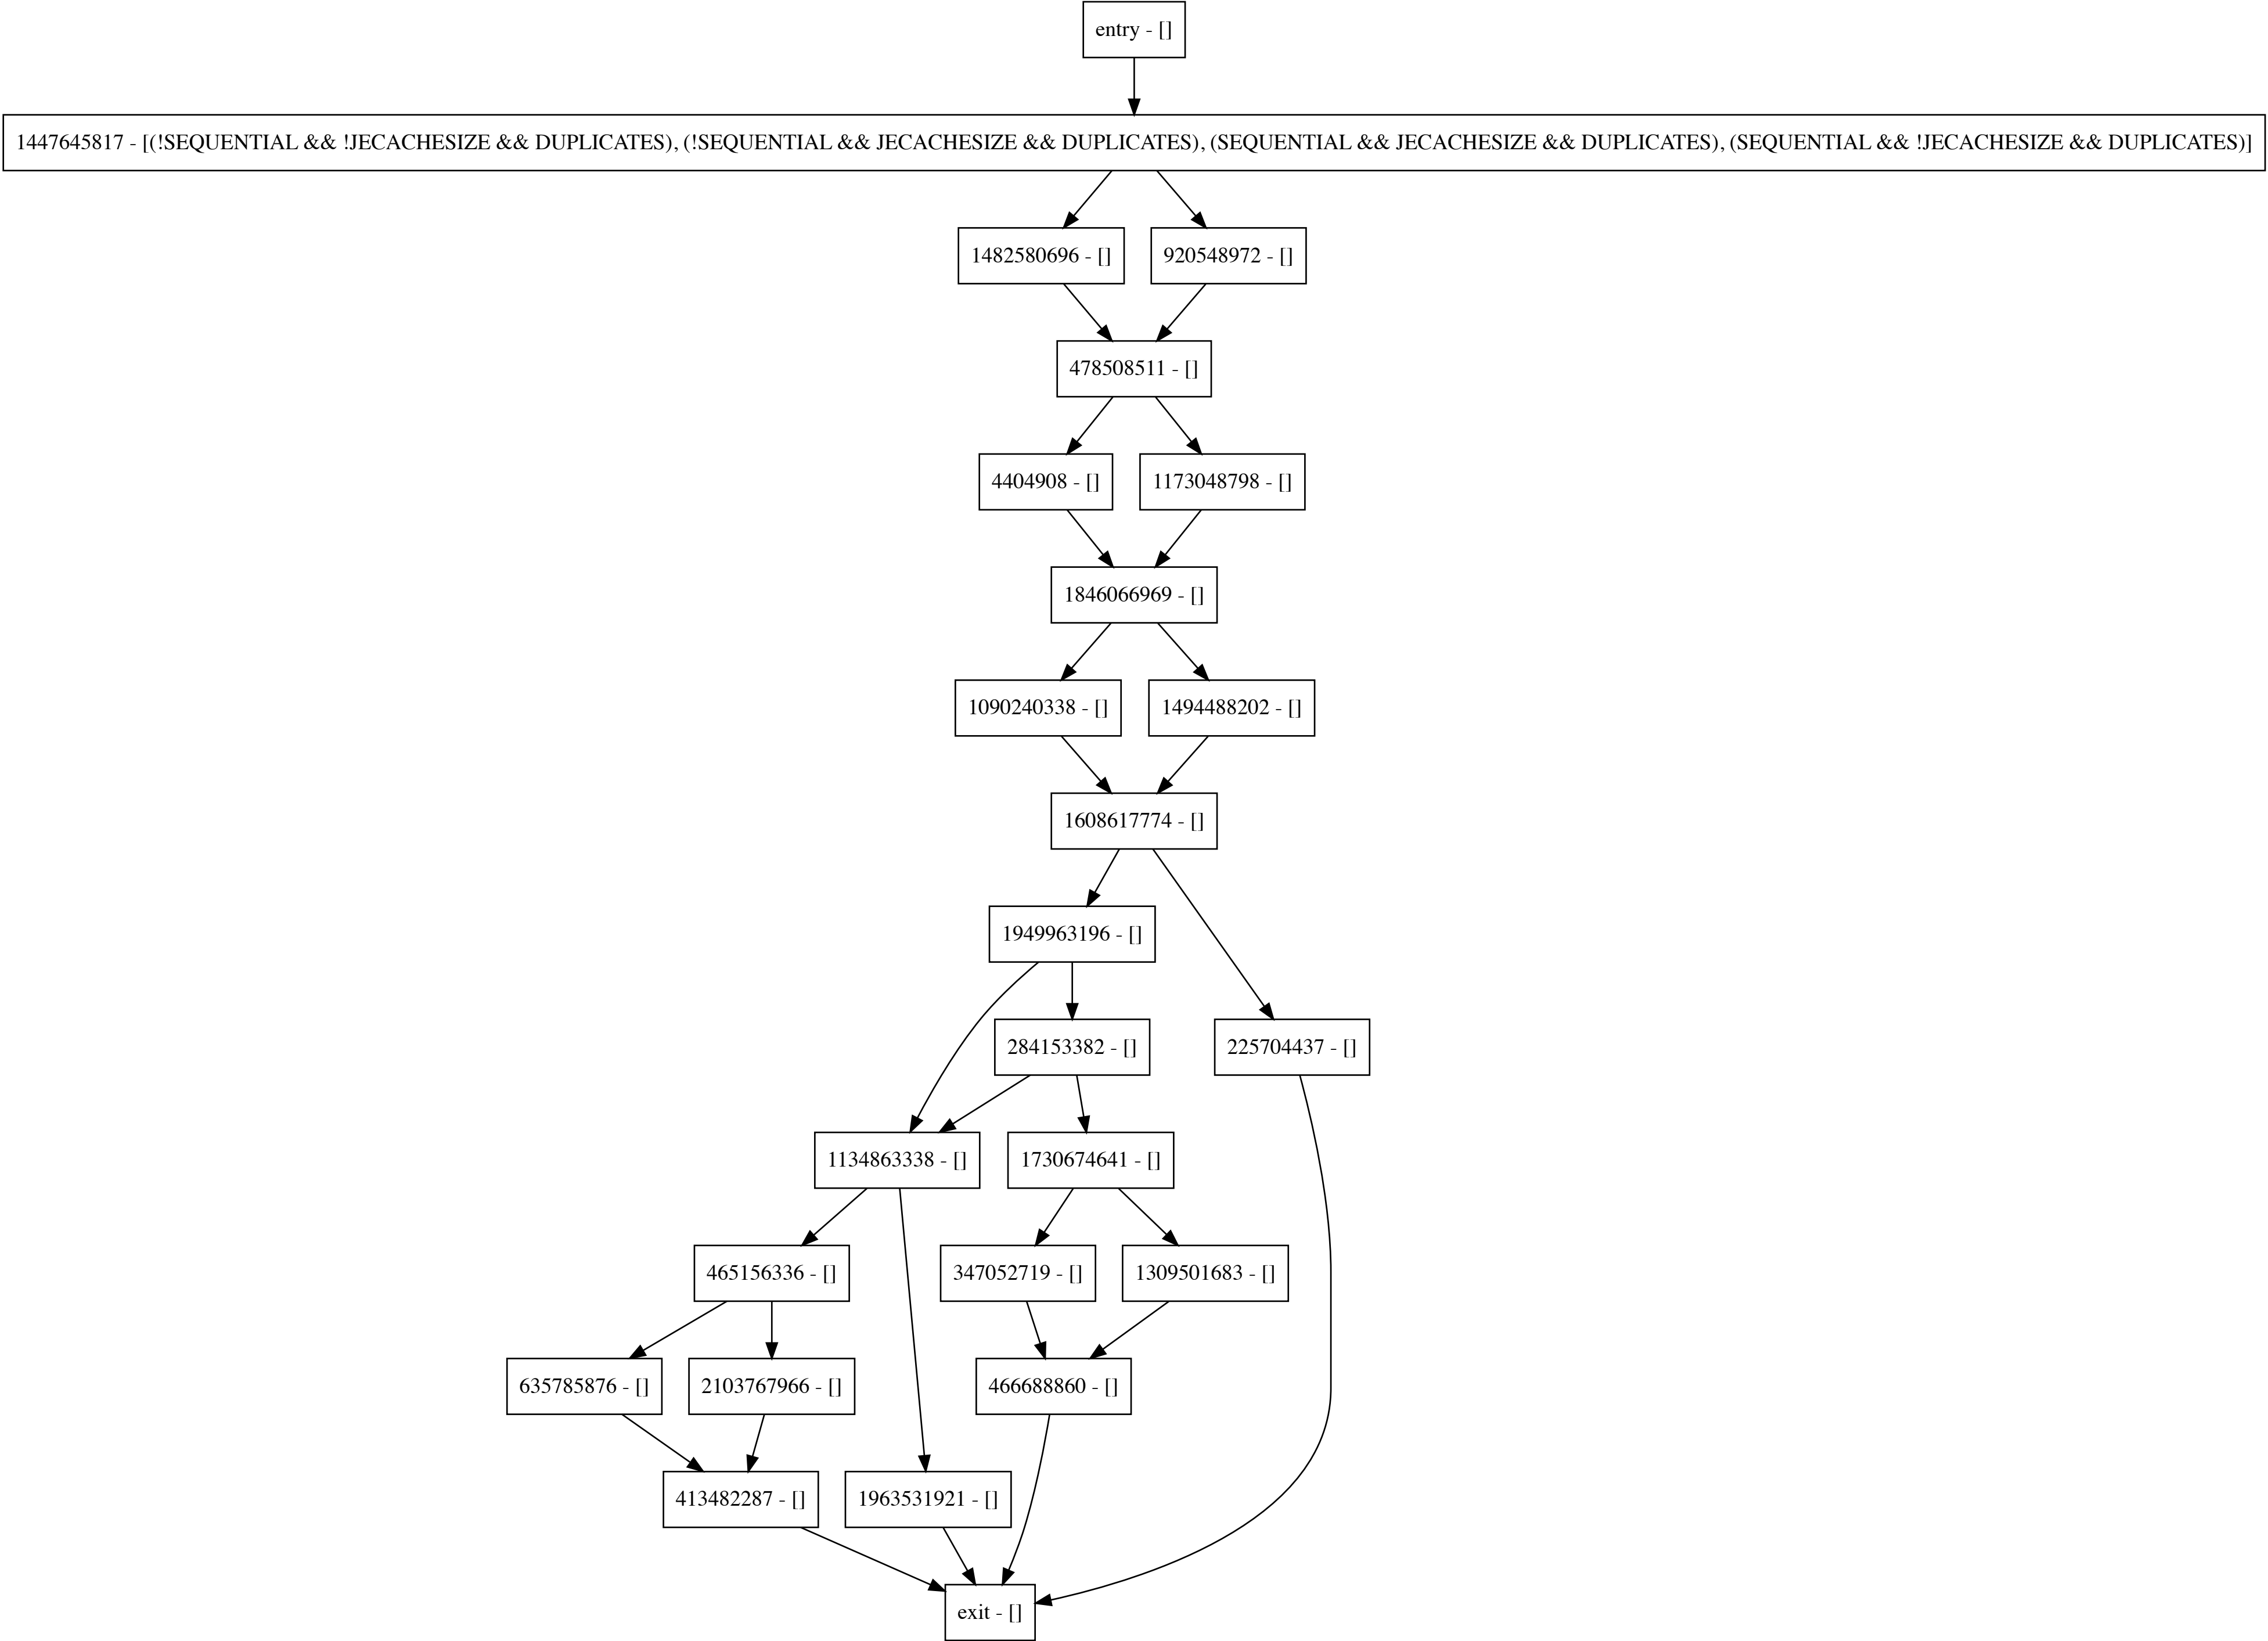 entry - []
1447645817 - [(!SEQUENTIAL && !JECACHESIZE && DUPLICATES), (!SEQUENTIAL && JECACHESIZE && DUPLICATES), (SEQUENTIAL && JECACHESIZE && DUPLICATES), (SEQUENTIAL && !JECACHESIZE && DUPLICATES)]
1482580696 - []
920548972 - []
478508511 - []
4404908 - []
1173048798 - []
1846066969 - []
1090240338 - []
1494488202 - []
1608617774 - []
1949963196 - []
284153382 - []
225704437 - []
1134863338 - []
1730674641 - []
465156336 - []
347052719 - []
1309501683 - []
635785876 - []
2103767966 - []
466688860 - []
413482287 - []
1963531921 - []
exit - []